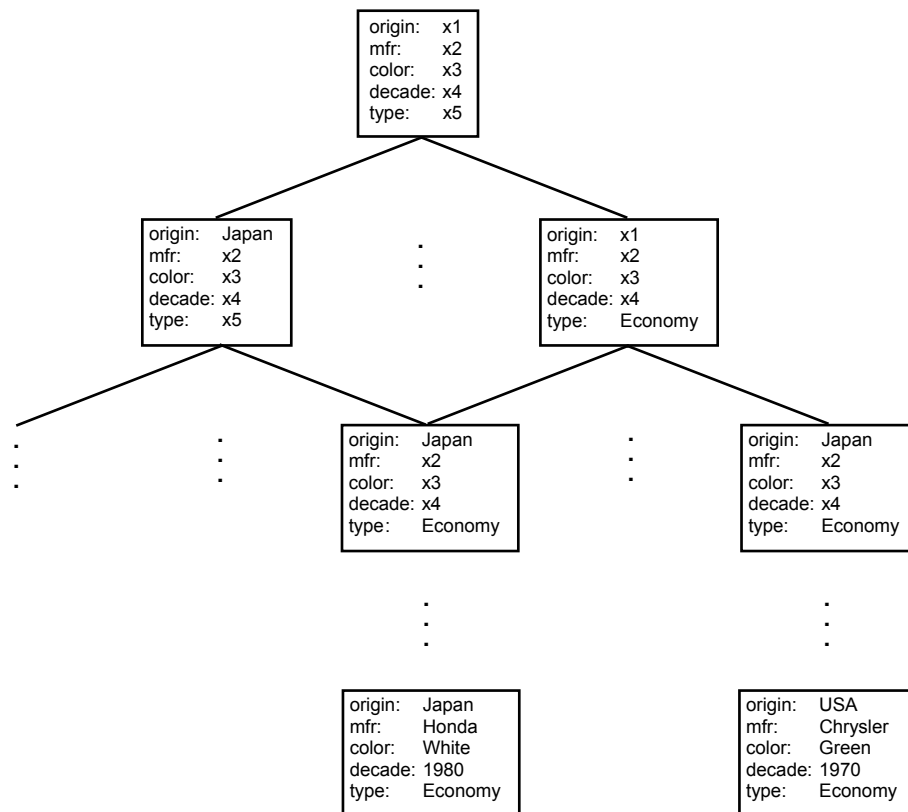 origin: x1
mfr: x2
color: x3
decade: x4
type: x5
origin: Japan
mfr: x2
color: x3
decade: x4
type: x5
origin: x1
mfr: x2
color: x3
decade: x4
type: Economy
origin: Japan
mfr: x2
color: x3
decade: x4
type: Economy
origin: Japan
mfr: x2
color: x3
decade: x4
type: Economy
origin: Japan
mfr: Honda
color: White
decade: 1980
type: Economy
origin: USA
mfr: Chrysler
color: Green
decade: 1970
type: Economy